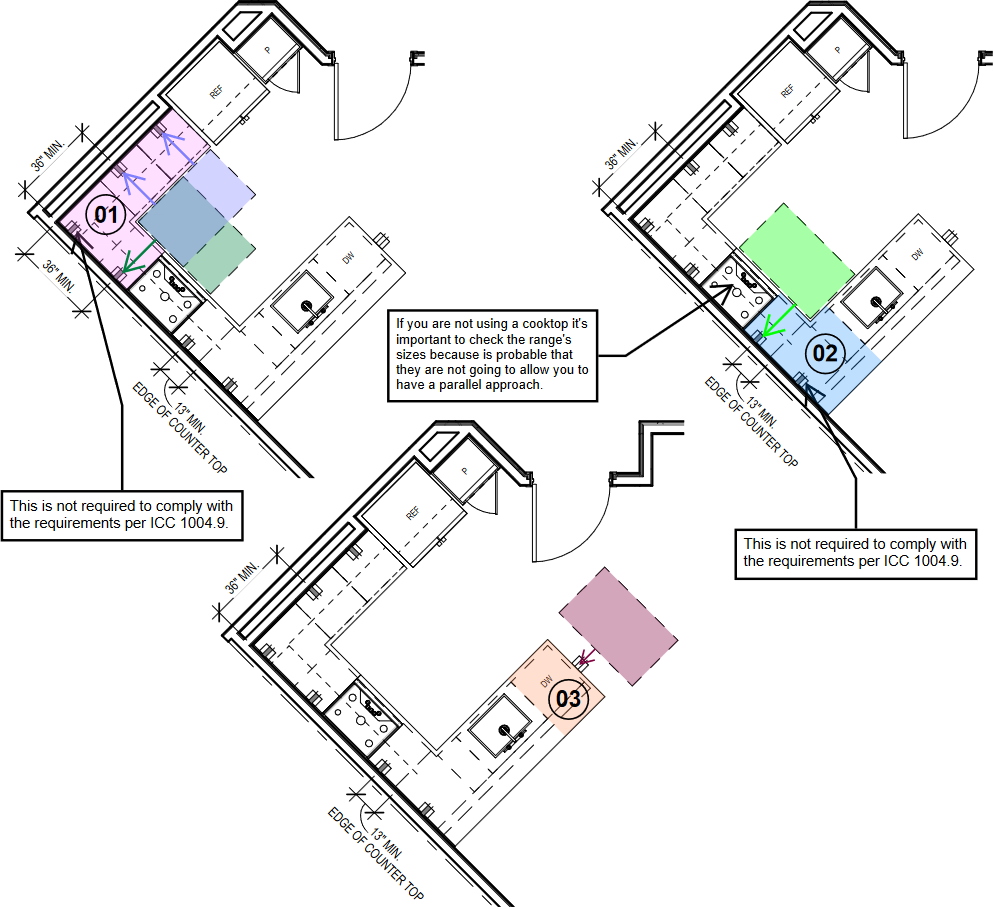 P
REF
36" MIN.
01
36" MIN.
DW
13" MIN.
EDGE OF COUNTER TOP
This is not required to comply with
the requirements per ICC 1004.9.
P
REF
36" MIN.
DW
If you are not using a cooktop it's
important to check the range's
sizes because is probable that
they are not going to allow you to
have a parallel approach.
02
13" MIN.
EDGE OF COUNTER TOP
This is not required to comply with
the requirements per ICC 1004.9.
P
REF
36" MIN.
DW
03
13" MIN.
EDGE OF COUNTER TOP